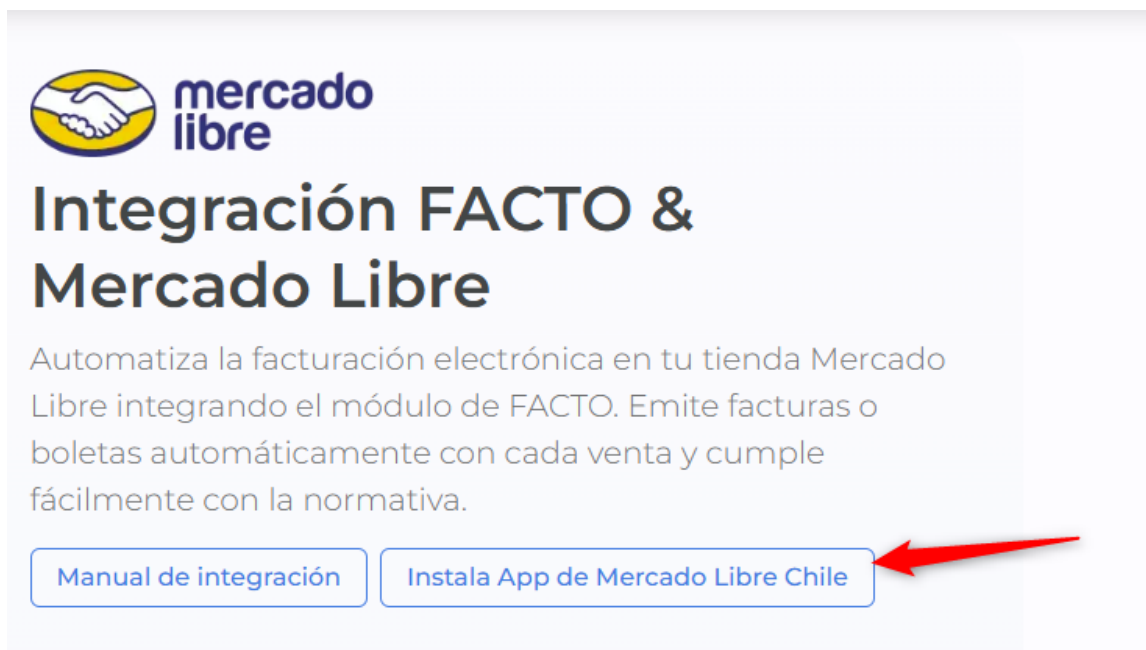 mercado
libre
Integración FACTO &
Mercado Libre
Automatiza la facturación electrónica en tu tienda Mercado
Libre integrando el módulo de FACTO. Emite facturas o
boletas automáticamente con cada venta y cumple
fácilmente con la normativa.
Manual de integración
Instala App de Mercado Libre Chile